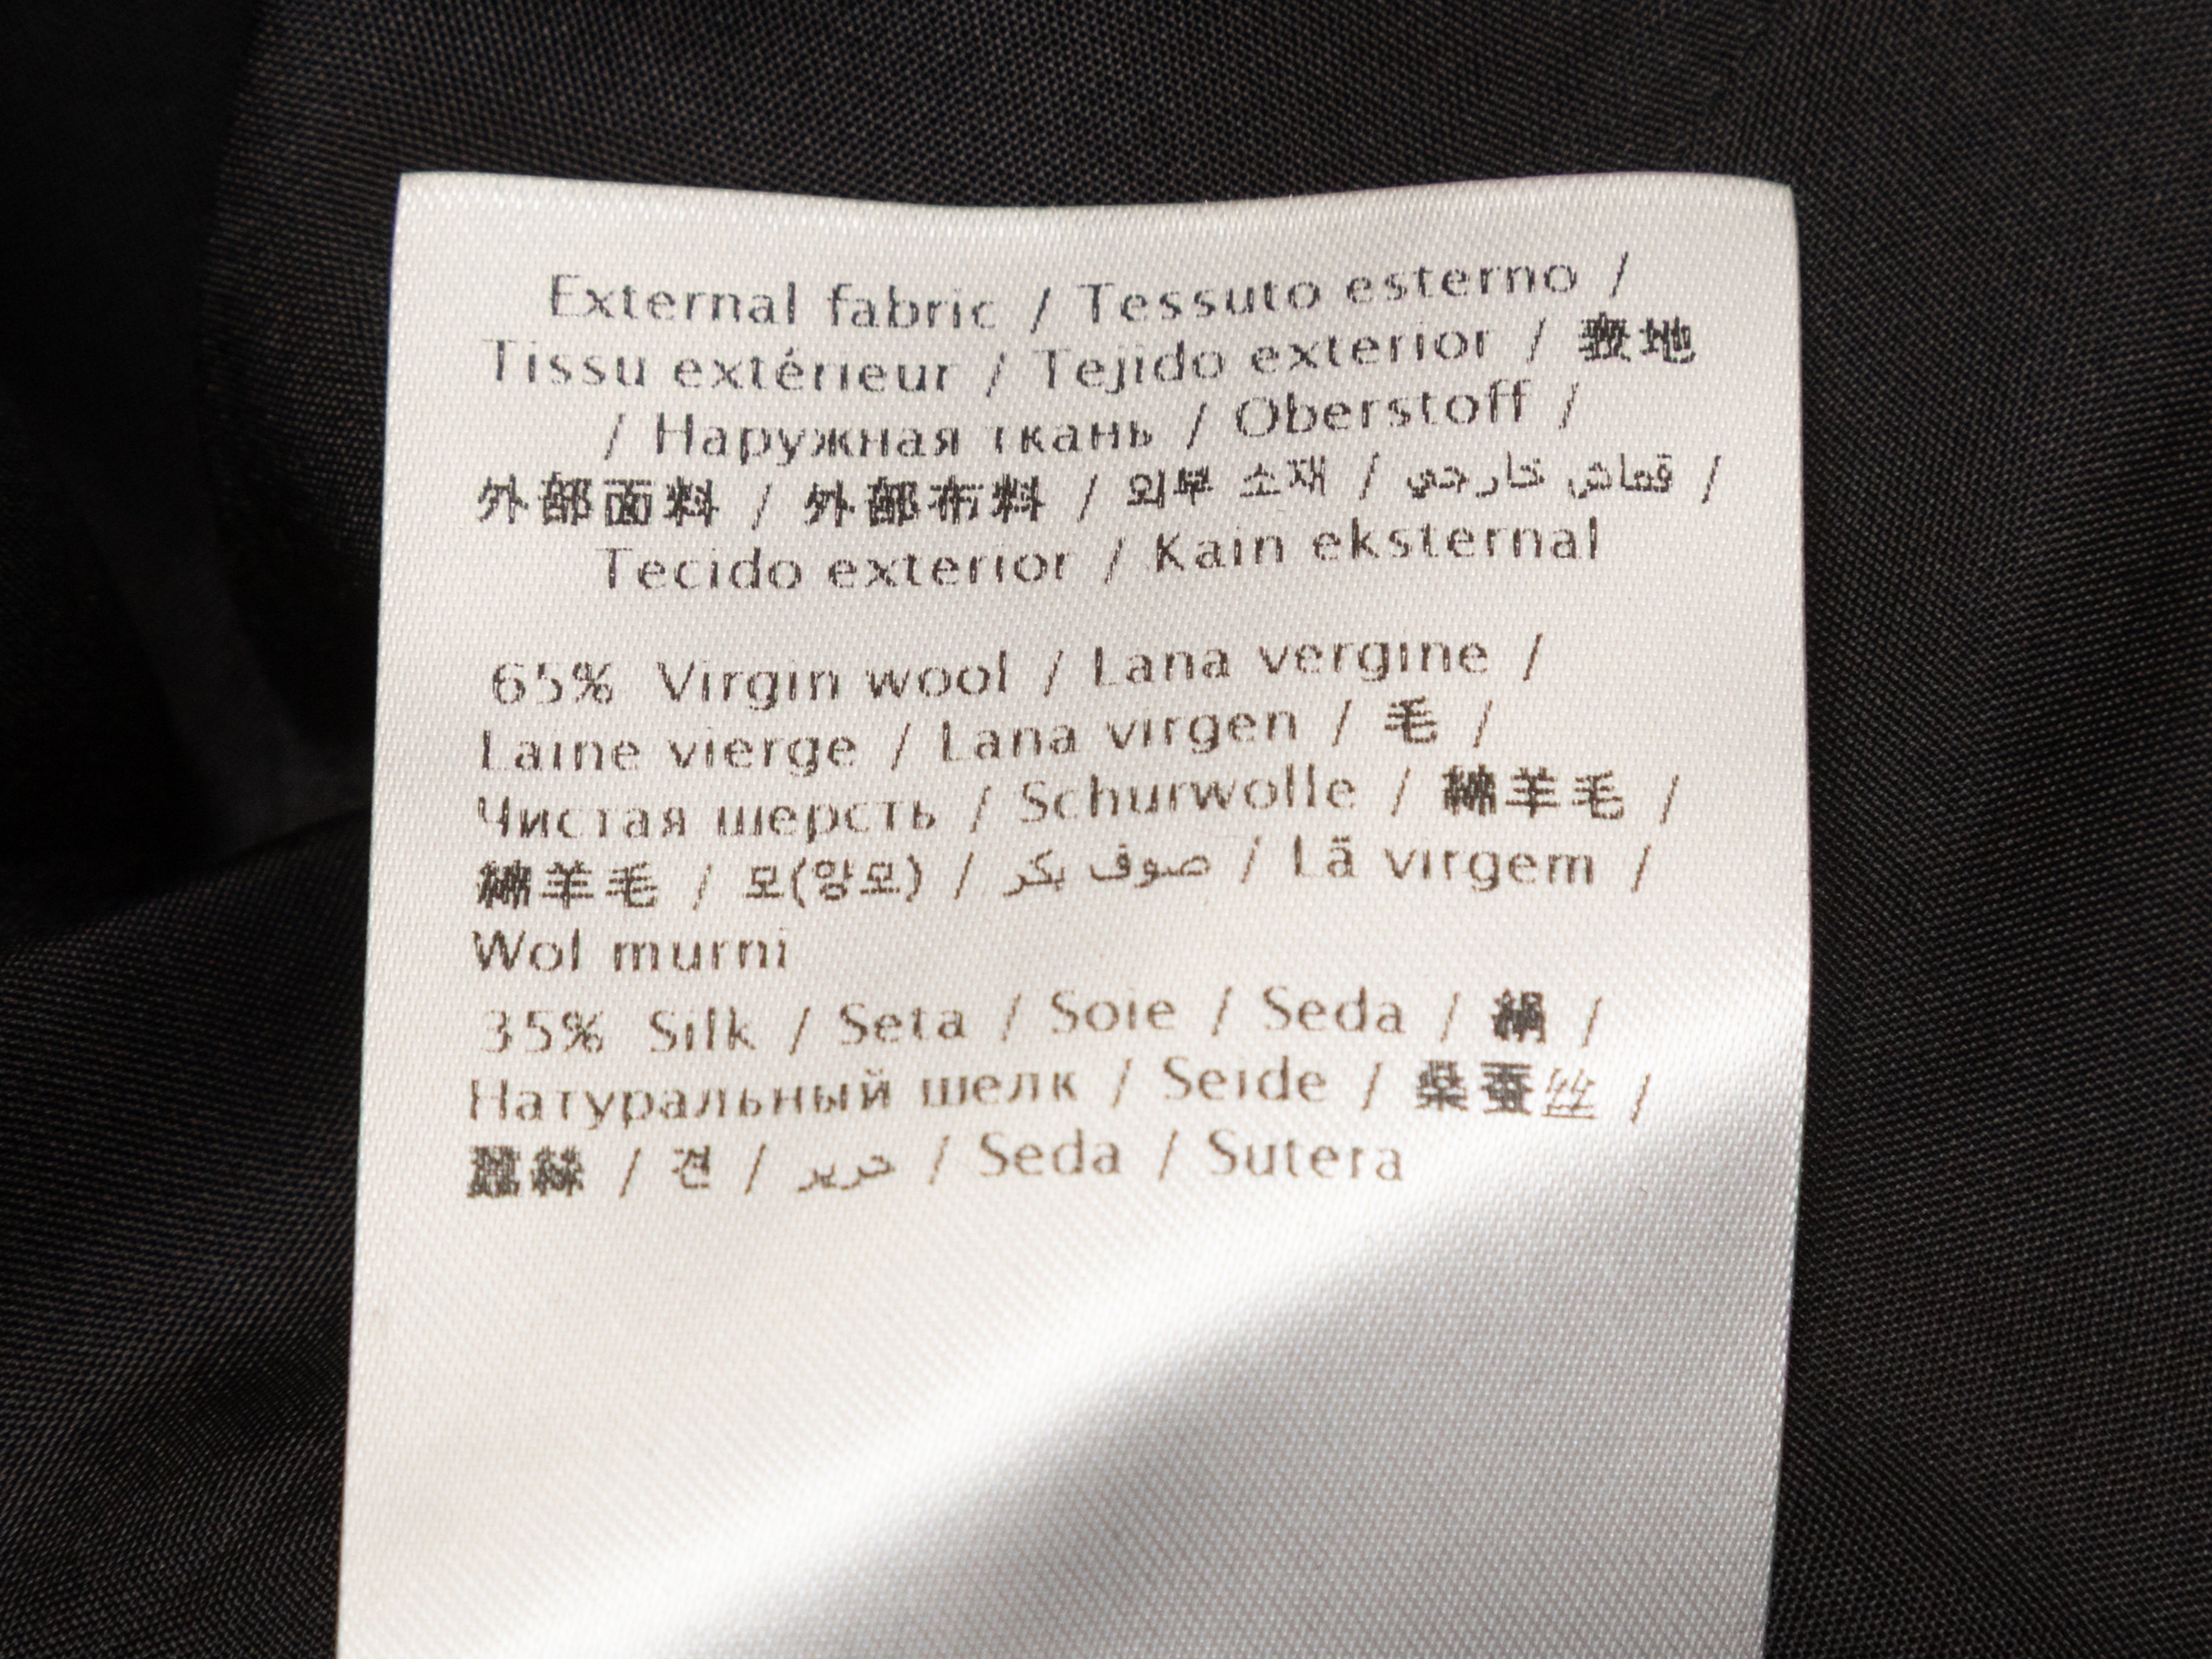 External fabric / Tessuto esterno /
Tissu extérieur / Tejido exterior / 表地
/ Наружная ткань / Oberstoff /
外部面料 / 外部布料 / 외부 소재 / قماش خارجي /
Tecido exterior / Kain eksternal
65% Virgin wool / Lana vergine /
Laine vierge / Lana virgen / 毛 /
Чистая шерсть / Schurwolle / 綿羊毛 /
綿羊毛 / 모(양모) / صوف بكر / Lã virgem /
Wol murni
35% Silk / Seta / Soie / Seda / 絹 /
Натуральный шелк / Seide / 桑蚕丝 /
蠶絲 / 견 / حرير / Seda / Sutera